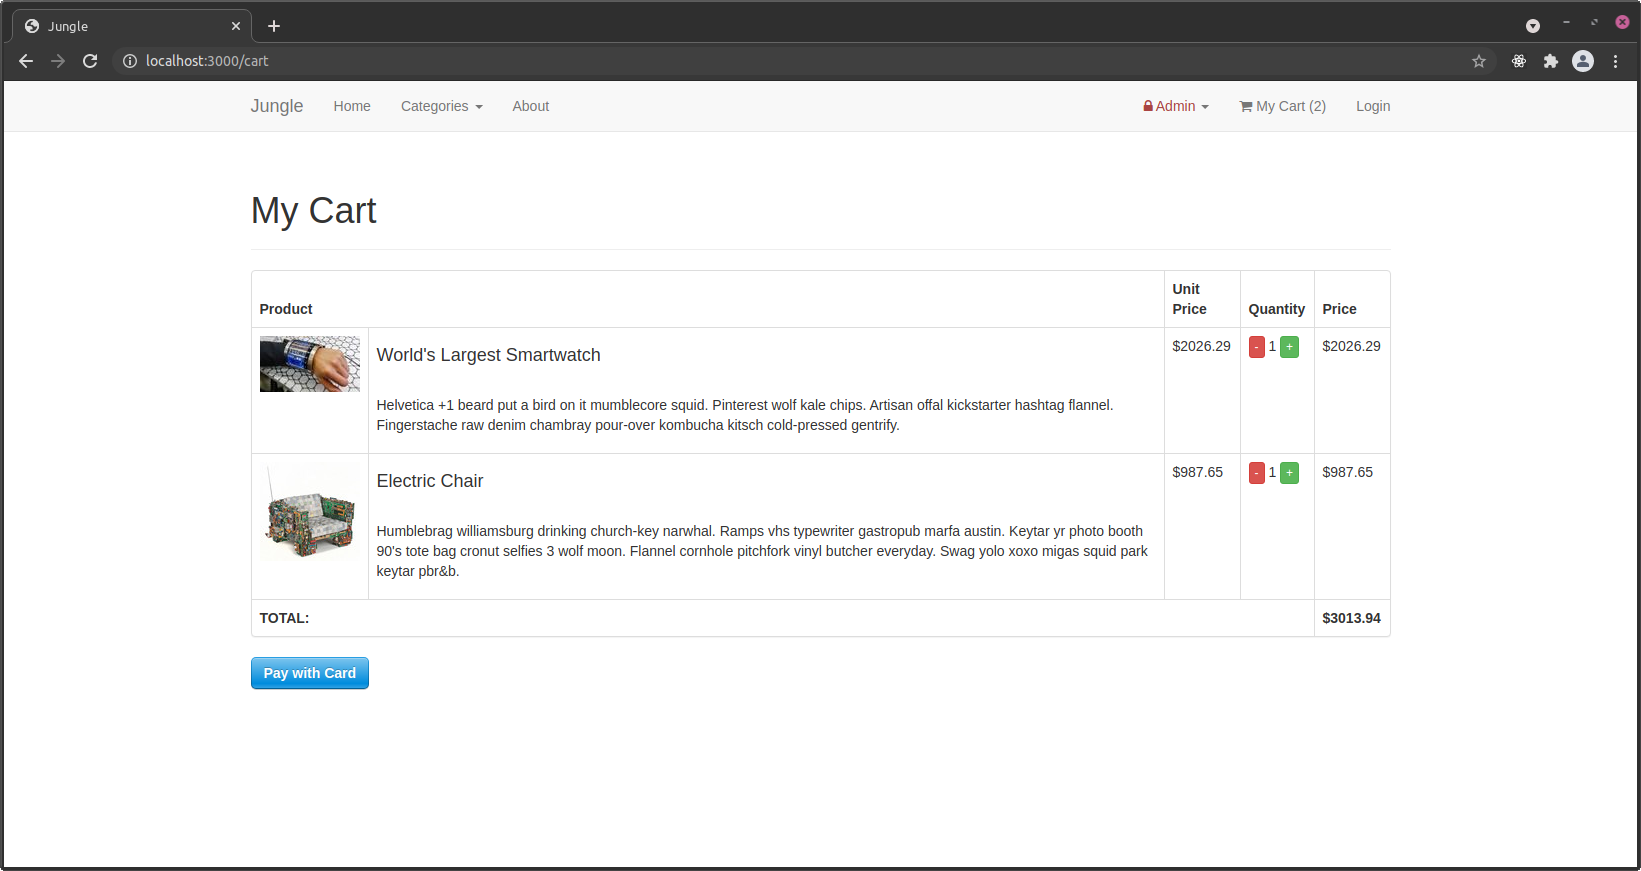 Jungle
localhost:3000/cart
Jungle Home Categories About Admin My Cart (2) Login
My Cart
Product Unit Price Quantity Price
World's Largest Smartwatch $2026.29 - 1 + $2026.29
Helvetica +1 beard put a bird on it mumblecore squid. Pinterest wolf kale chips. Artisan offal kickstarter hashtag flannel.
Fingerstache raw denim chambray pour-over kombucha kitsch cold-pressed gentrify.
Electric Chair $987.65 - 1 + $987.65
Humblebrag williamsburg drinking church-key narwhal. Ramps vhs typewriter gastropub marfa austin. Keytar yr photo booth
90's tote bag cronut selfies 3 wolf moon. Flannel cornhole pitchfork vinyl butcher everyday. Swag yolo xoxo migas squid park
keytar pbr&b.
TOTAL: $3013.94
Pay with Card